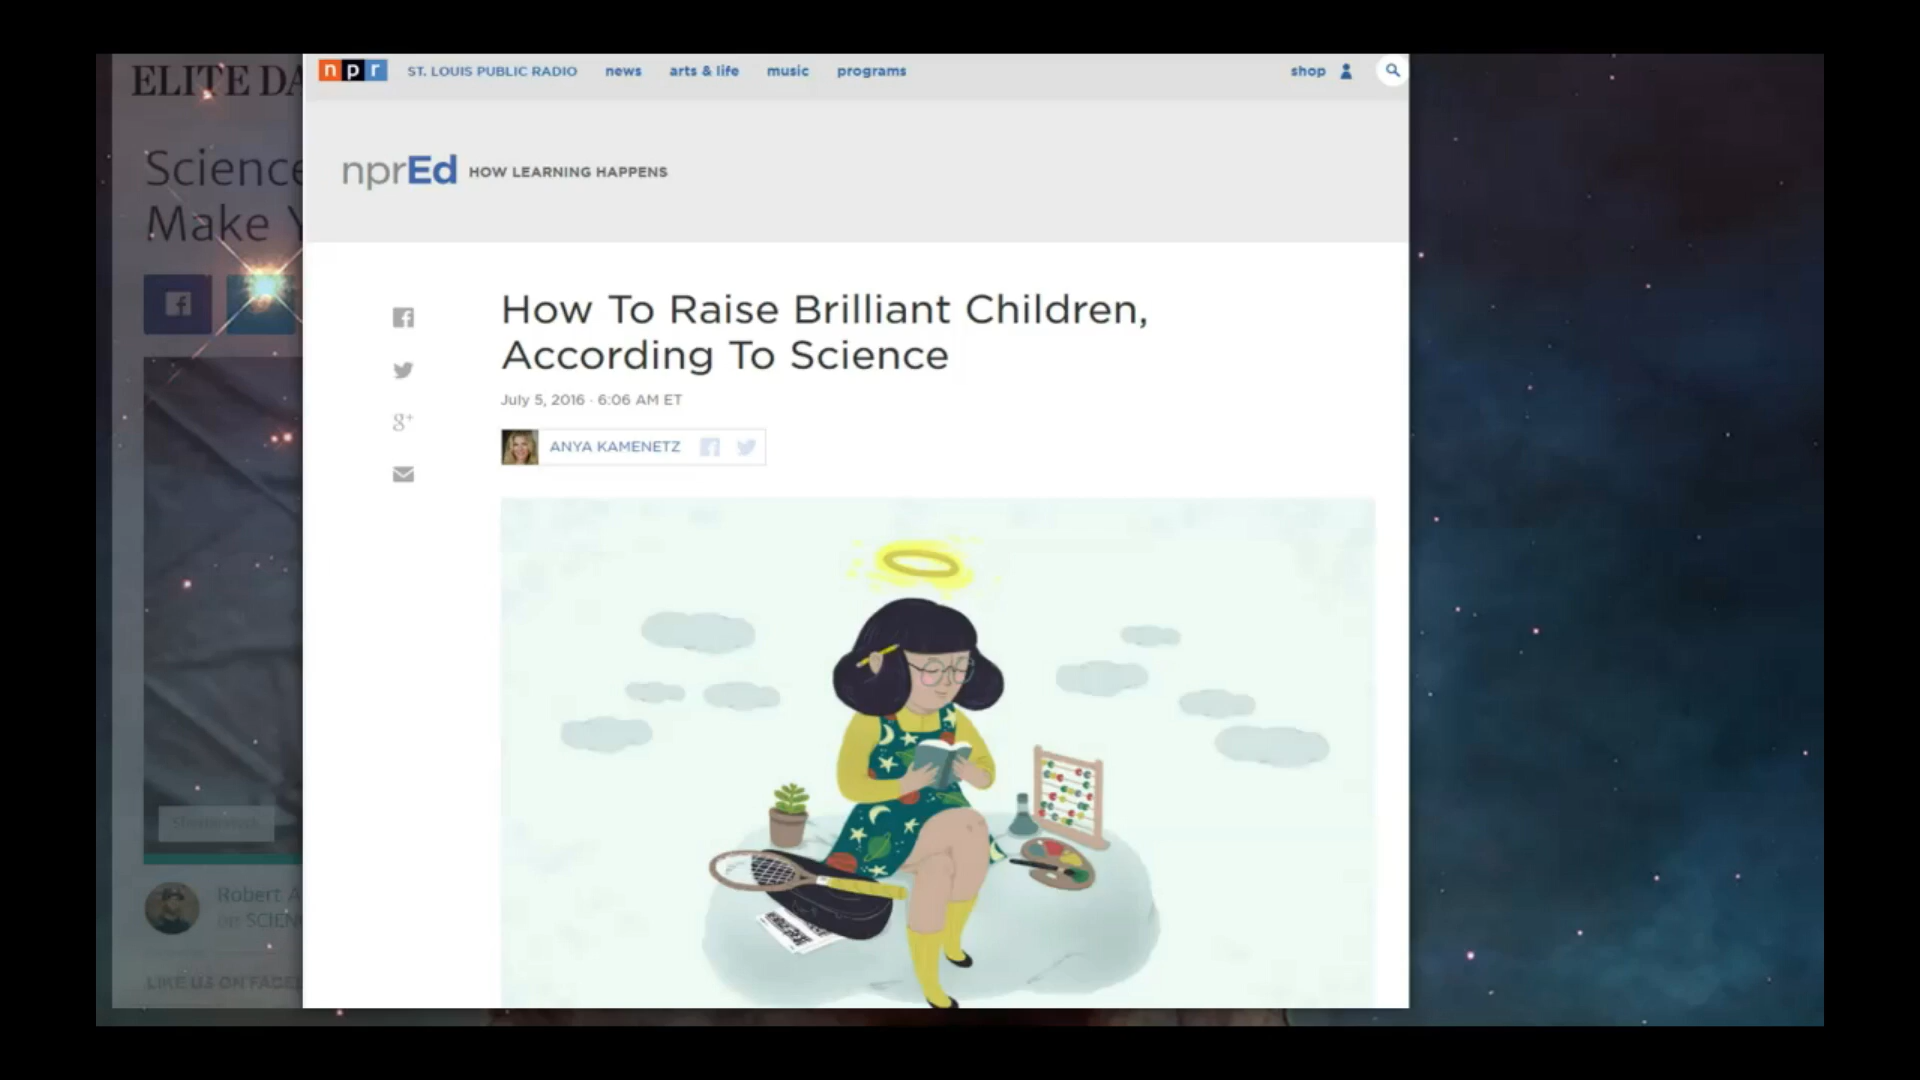 ELITE DA
Science
Make Y
Robert A
on SCIEN
LIKE US ON FACE
npr ST. LOUIS PUBLIC RADIO news arts & life music programs shop
nprEd HOW LEARNING HAPPENS
How To Raise Brilliant Children,
According To Science
July 5, 2016 · 6:06 AM ET
ANYA KAMENETZ